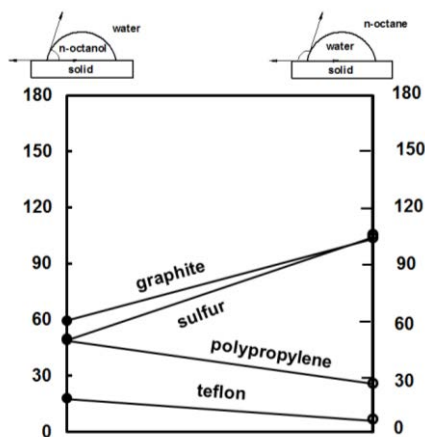 water
n-octanol
solid
n-octane
water
solid
180
150
120
90
60
30
0
180
150
120
90
60
30
0
graphite
sulfur
polypropylene
teflon